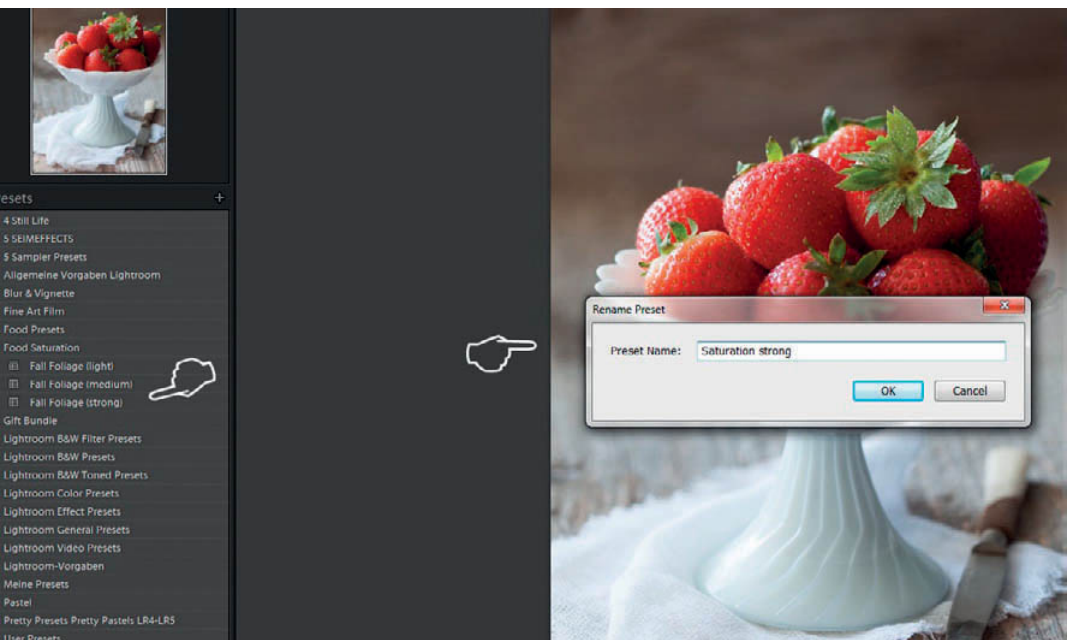 esets +
4 Still Life
5 SEIMEFFECTS
5 Sampler Presets
Allgemeine Vorgaben Lightroom
Blur & Vignette
Fine Art Film
Food Presets
Food Saturation
Fall Foliage (light)
Fall Foliage (medium)
Fall Foliage (strong)
Gift Bundle
Lightroom B&W Filter Presets
Lightroom B&W Presets
Lightroom B&W Toned Presets
Lightroom Color Presets
Lightroom Effect Presets
Lightroom General Presets
Lightroom Video Presets
Lightroom-Vorgaben
Meine Presets
Pastel
Pretty Presets Pretty Pastels LR4-LR5
User Presets
Rename Preset
Preset Name: Saturation strong
OK Cancel